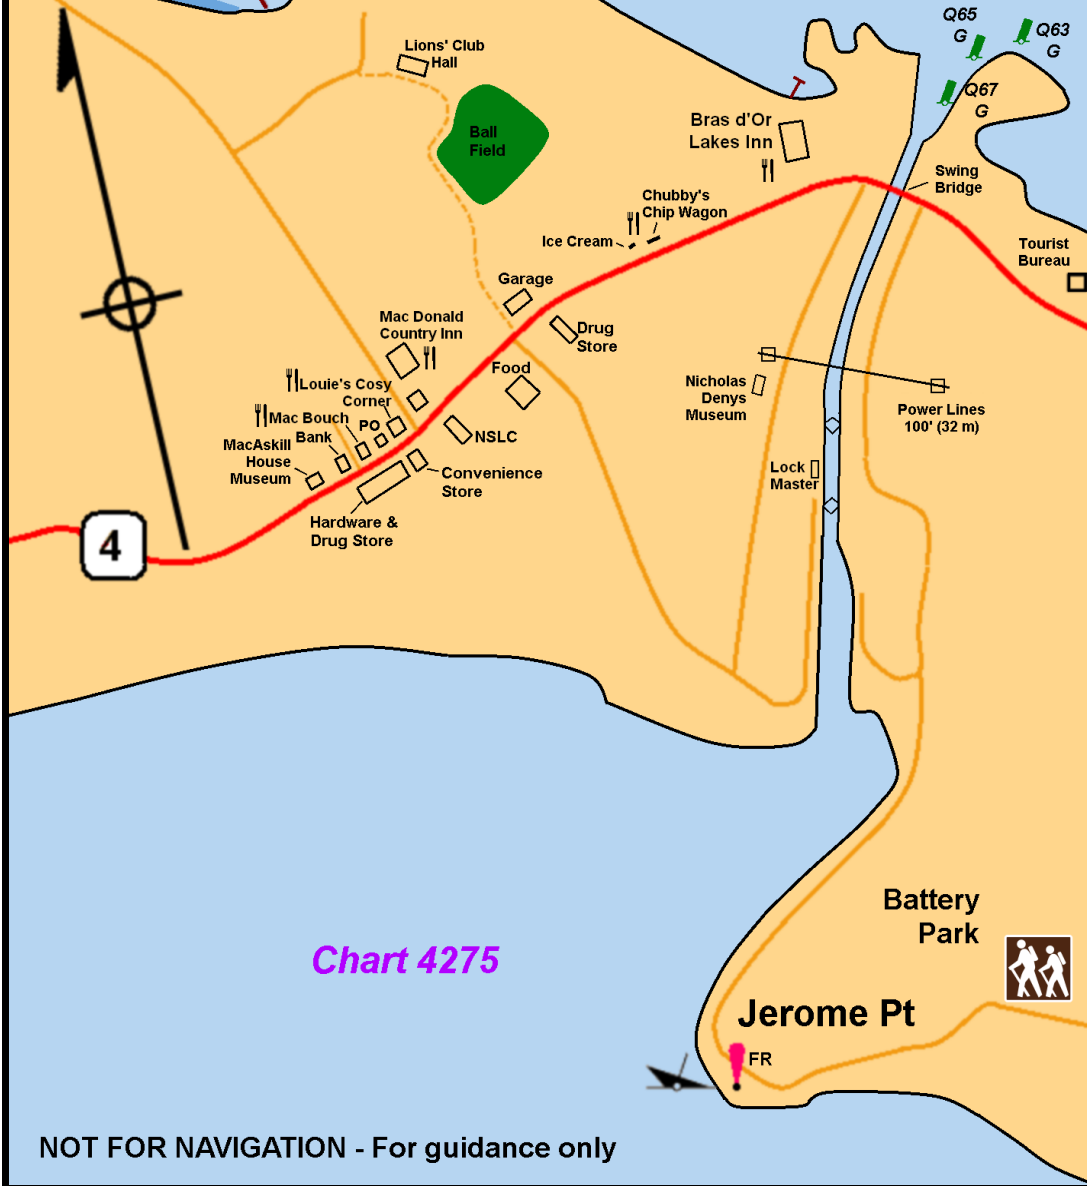 Q65
G
Q63
G
Q67
G
Lions' Club
Hall
Ball
Field
Bras d'Or
Lakes Inn
Swing
Bridge
Chubby's
Chip Wagon
Ice Cream
Tourist
Bureau
Garage
Mac Donald
Country Inn
Drug
Store
Food
Louie's Cosy
Corner
Nicholas
Denys
Museum
Power Lines
100' (32 m)
Mac Bouch
PO
Bank
NSLC
MacAskill
House
Museum
Convenience
Store
Lock
Master
Hardware &
Drug Store
4
Battery
Park
Chart 4275
Jerome Pt
FR
NOT FOR NAVIGATION - For guidance only